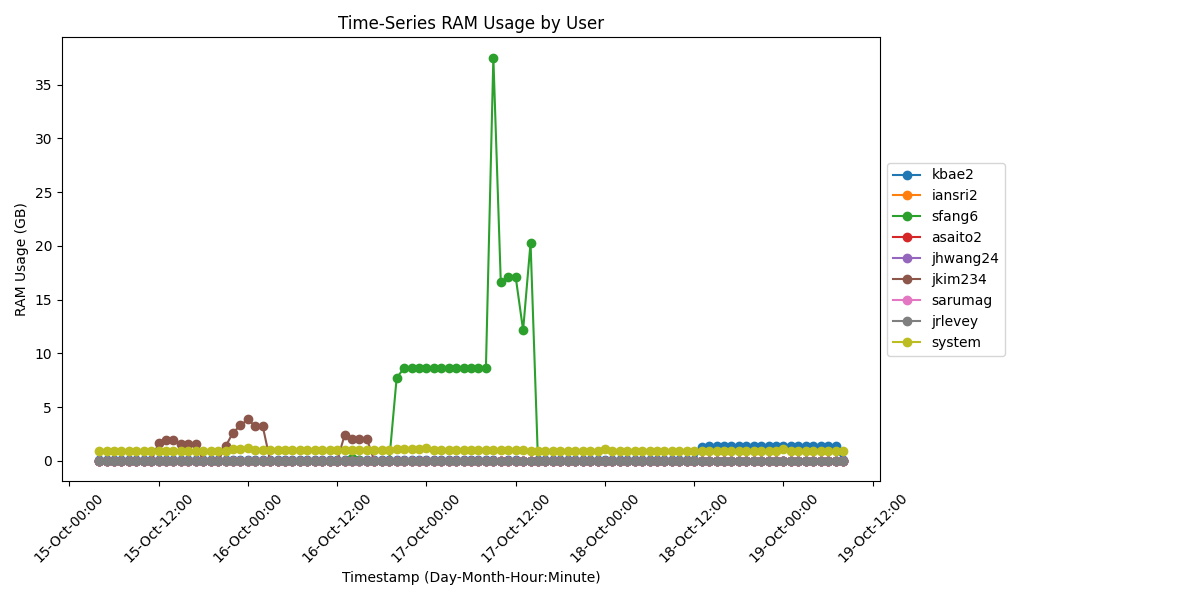 Time-Series RAM Usage by User
RAM Usage (GB)
35
30
25
20
15
10
5
0
15-Oct-00:00
15-Oct-12:00
16-Oct-00:00
16-Oct-12:00
17-Oct-00:00
17-Oct-12:00
18-Oct-00:00
18-Oct-12:00
19-Oct-00:00
19-Oct-12:00
Timestamp (Day-Month-Hour:Minute)
kbae2
iansri2
sfang6
asaito2
jhwang24
jkim234
sarumag
jrlevey
system